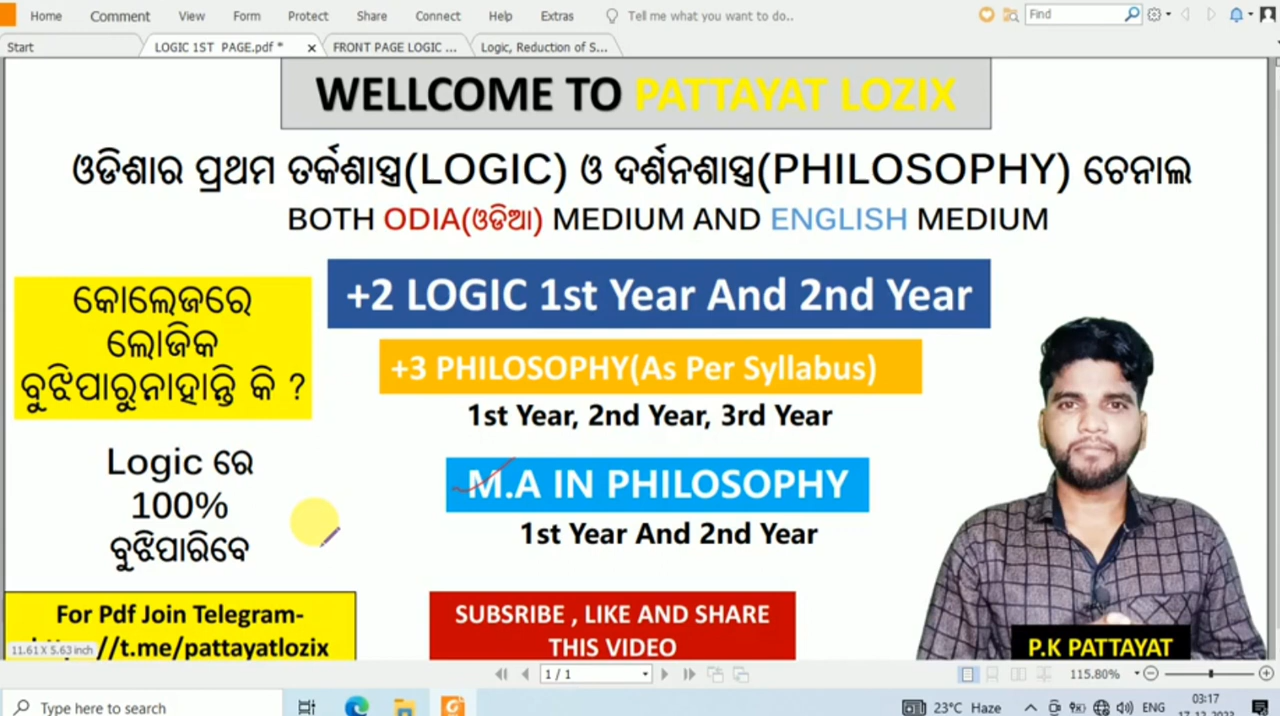 Home Comment View Form Protect Share Connect Help Extras Tell me what you want to do.. Find
Start LOGIC 1ST PAGE.pdf * FRONT PAGE LOGIC ... Logic, Reduction of S...
WELLCOME TO PATTAYAT LOZIX
ଓଡିଶାର ପ୍ରଥମ ତର୍କଶାସ୍ତ୍ର(LOGIC) ଓ ଦର୍ଶନଶାସ୍ତ୍ର(PHILOSOPHY) ଚେନାଲ
BOTH ODIA(ଓଡିଆ) MEDIUM AND ENGLISH MEDIUM
କୋଲେଜରେ
ଲୋଜିକ
ବୁଝିପାରୁନାହାନ୍ତି କି ?
+2 LOGIC 1st Year And 2nd Year
+3 PHILOSOPHY(As Per Syllabus)
1st Year, 2nd Year, 3rd Year
Logic ରେ
100%
ବୁଝିପାରିବେ
M.A IN PHILOSOPHY
1st Year And 2nd Year
For Pdf Join Telegram-
//t.me/pattayatlozix
SUBSRIBE , LIKE AND SHARE
THIS VIDEO
P.K PATTAYAT
11.61 X 5.63 inch
1 / 1
115.80%
Type here to search
23°C Haze
ENG
03:17